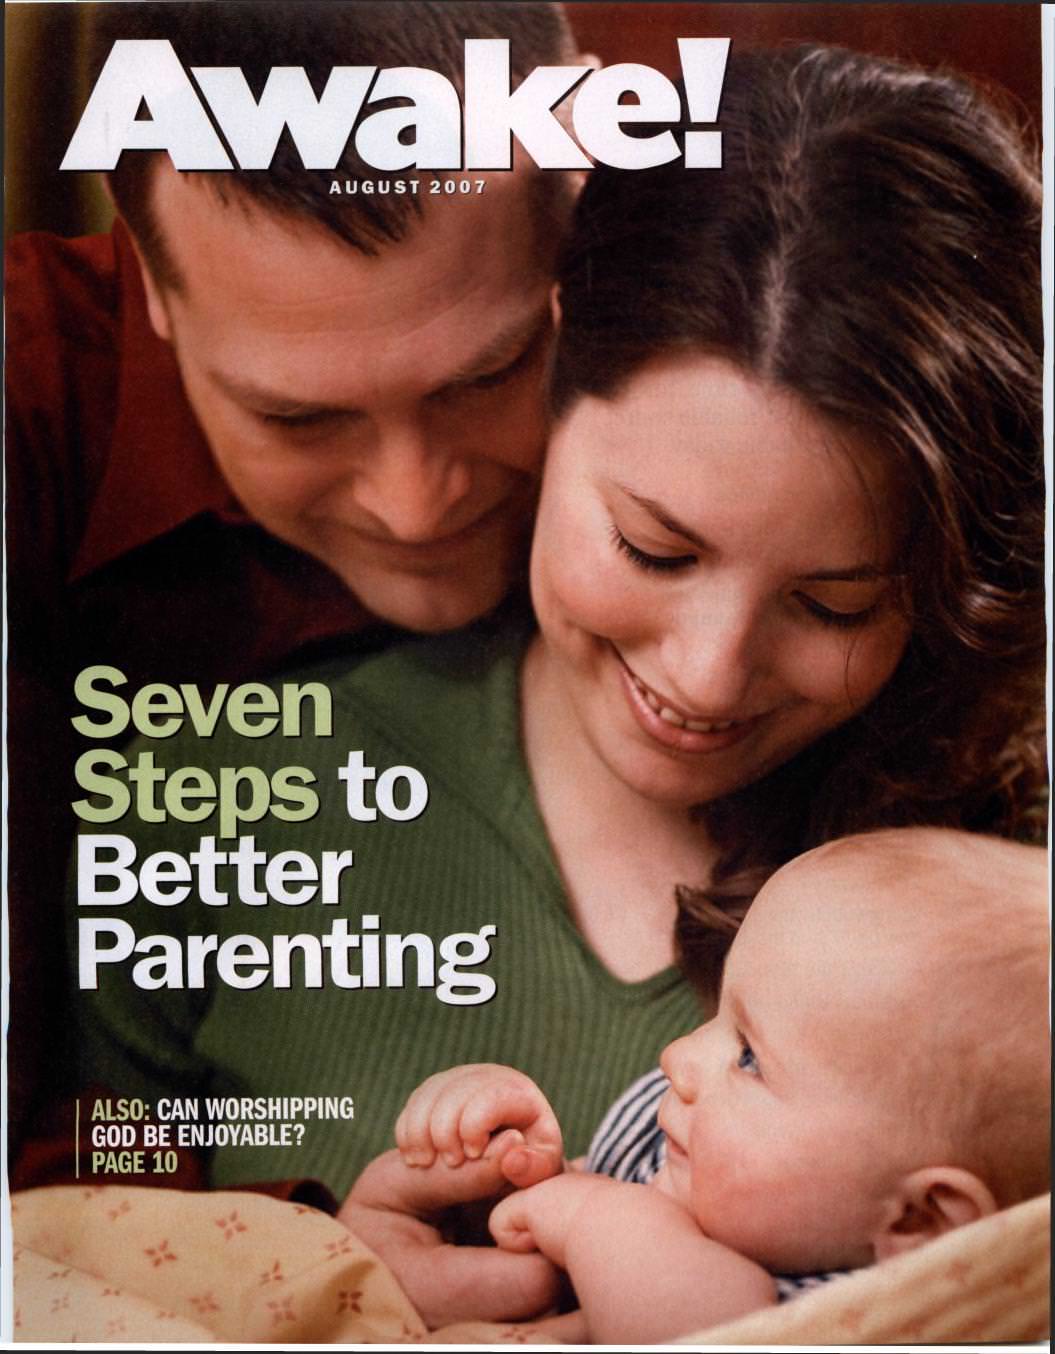 Awake!
AUGUST 2007
Seven
Steps to
Better
Parenting
ALSO: CAN WORSHIPPING
GOD BE ENJOYABLE?
PAGE 10